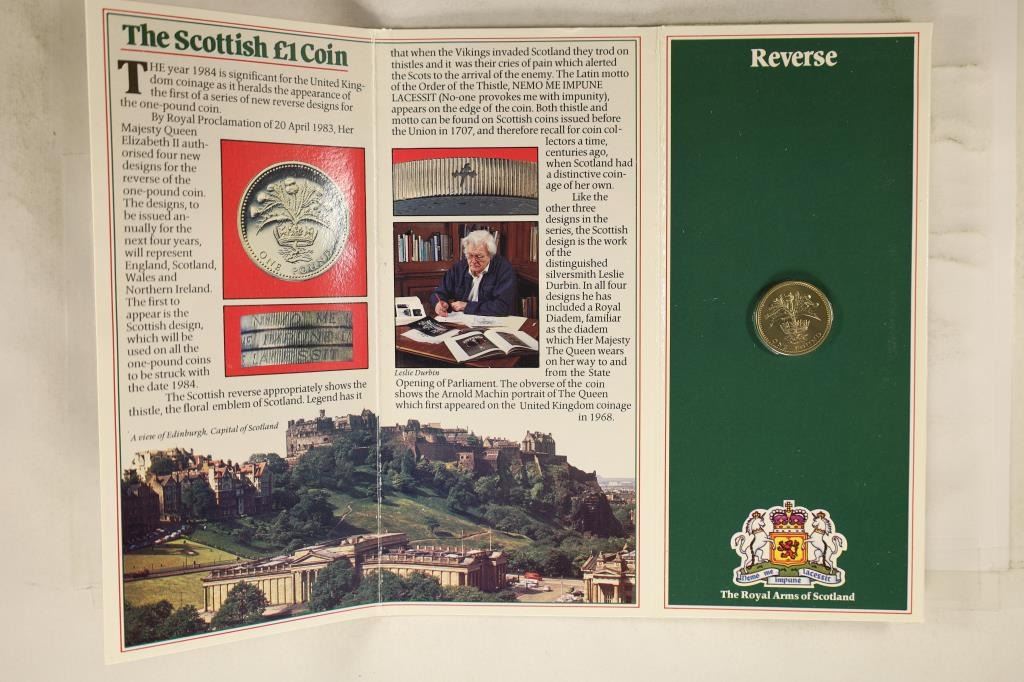 The Scottish £1 Coin
THE year 1984 is significant for the United King-
dom coinage as it heralds the appearance of
the first of a series of new reverse designs for
the one-pound coin.
By Royal Proclamation of 20 April 1983, Her
Majesty Queen
Elizabeth II auth-
orised four new
designs for the
reverse of the
one-pound coin.
The designs, to
be issued an-
nually for the
next four years,
will represent
England, Scotland,
Wales and
Northern Ireland.
The first to
appear is the
Scottish design,
which will be
used on all the
one-pound coins
to be struck with
the date 1984.
The Scottish reverse appropriately shows the
thistle, the floral emblem of Scotland. Legend has it
ONE POUND
NEMO ME
IMPUNE
LACESSIT
A view of Edinburgh, Capital of Scotland
that when the Vikings invaded Scotland they trod on
thistles and it was their cries of pain which alerted
the Scots to the arrival of the enemy. The Latin motto
of the Order of the Thistle, NEMO ME IMPUNE
LACESSIT (No-one provokes me with impunity),
appears on the edge of the coin. Both thistle and
motto can be found on Scottish coins issued before
the Union in 1707, and therefore recall for coin col-
lectors a time,
centuries ago,
when Scotland had
a distinctive coin-
age of her own.
Like the
other three
designs in the
series, the Scottish
design is the work
of the
distinguished
silversmith Leslie
Durbin. In all four
designs he has
included a Royal
Diadem, familiar
as the diadem
which Her Majesty
The Queen wears
on her way to and
from the State
Leslie Durbin
Opening of Parliament. The obverse of the coin
shows the Arnold Machin portrait of The Queen
which first appeared on the United Kingdom coinage
in 1968.
Reverse
ONE POUND
Nemo me impune lacessit
The Royal Arms of Scotland